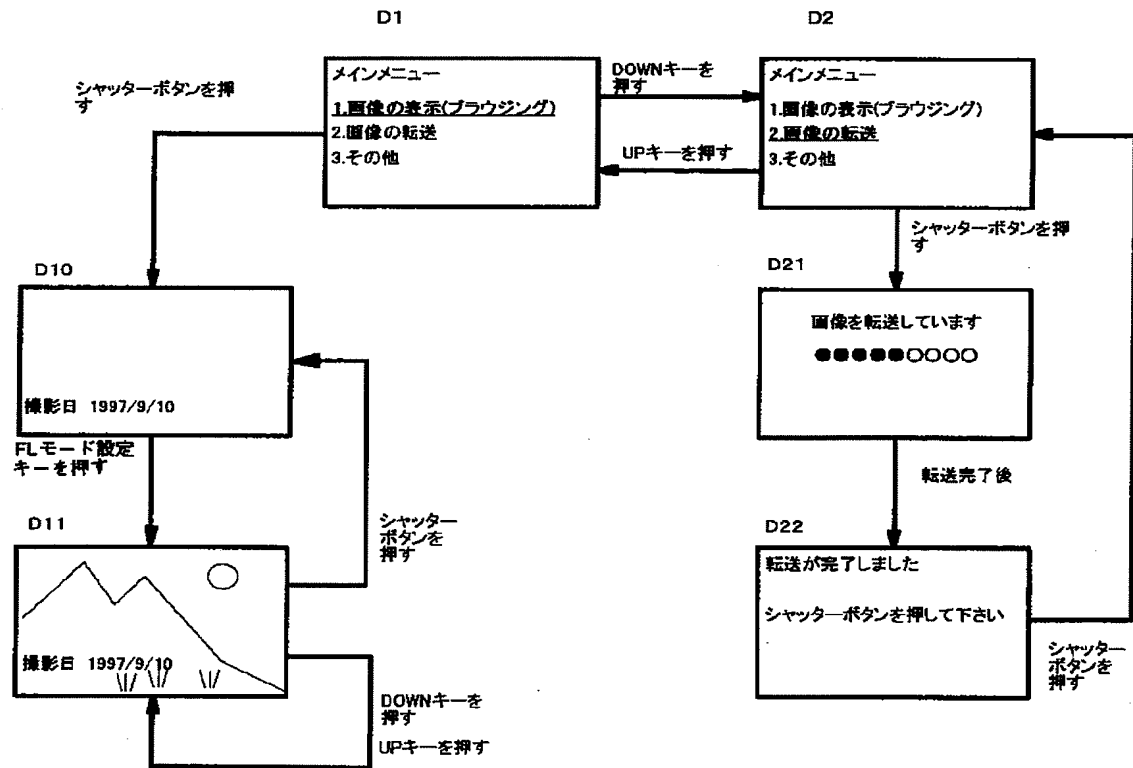 D1
D2
シャッターボタンを押
す
メインメニュー
1.画像の表示(ブラウジング)
2.画像の転送
3.その他
DOWNキーを
押す
UPキーを押す
メインメニュー
1.画像の表示(ブラウジング)
2.画像の転送
3.その他
シャッターボタンを押
す
D10
撮影日 1997/9/10
FLモード設定
キーを押す
D21
画像を転送しています
転送完了後
D11
撮影日 1997/9/10
シャッター
ボタンを
押す
DOWNキーを
押す
UPキーを押す
D22
転送が完了しました
シャッターボタンを押して下さい
シャッター
ボタンを
押す